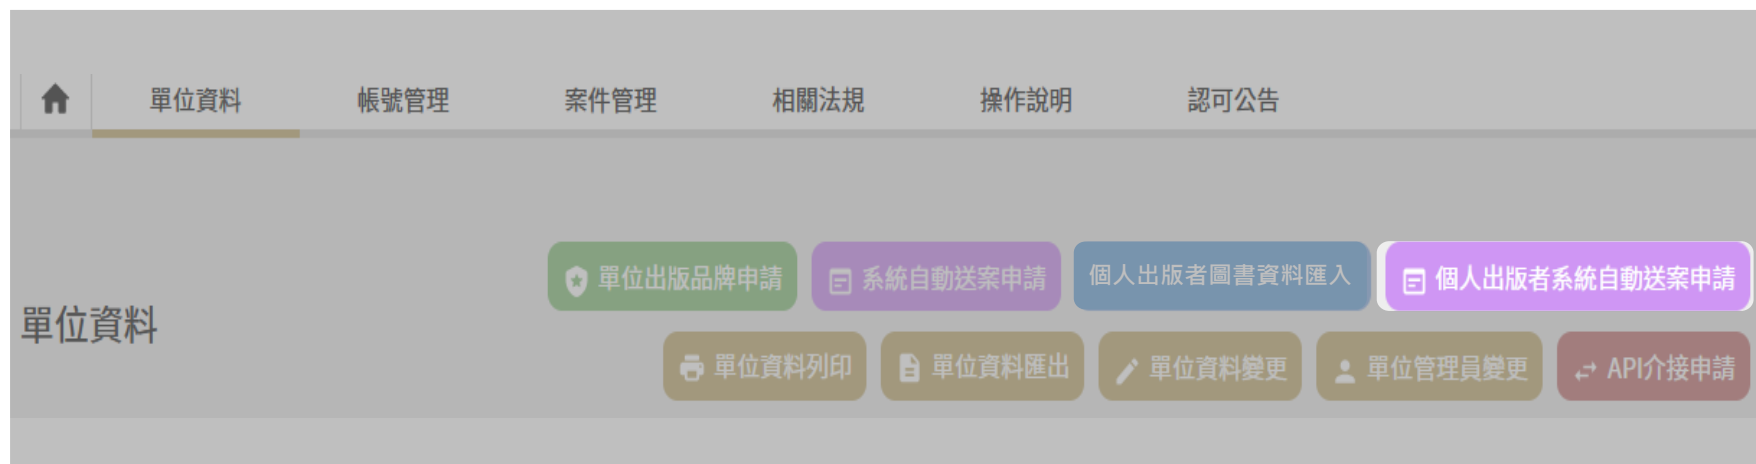 單位資料 帳號管理 案件管理 相關法規 操作說明 認可公告
單位出版品牌申請 系統自動送案申請 個人出版者圖書資料匯入 個人出版者系統自動送案申請
單位資料
單位資料列印 單位資料匯出 單位資料變更 單位管理員變更 API介接申請